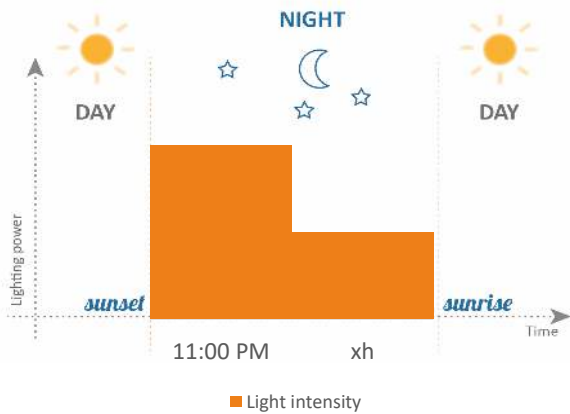 NIGHT
DAY
DAY
Lighting power
sunset
sunrise
Time
11:00 PM
xh
Light intensity